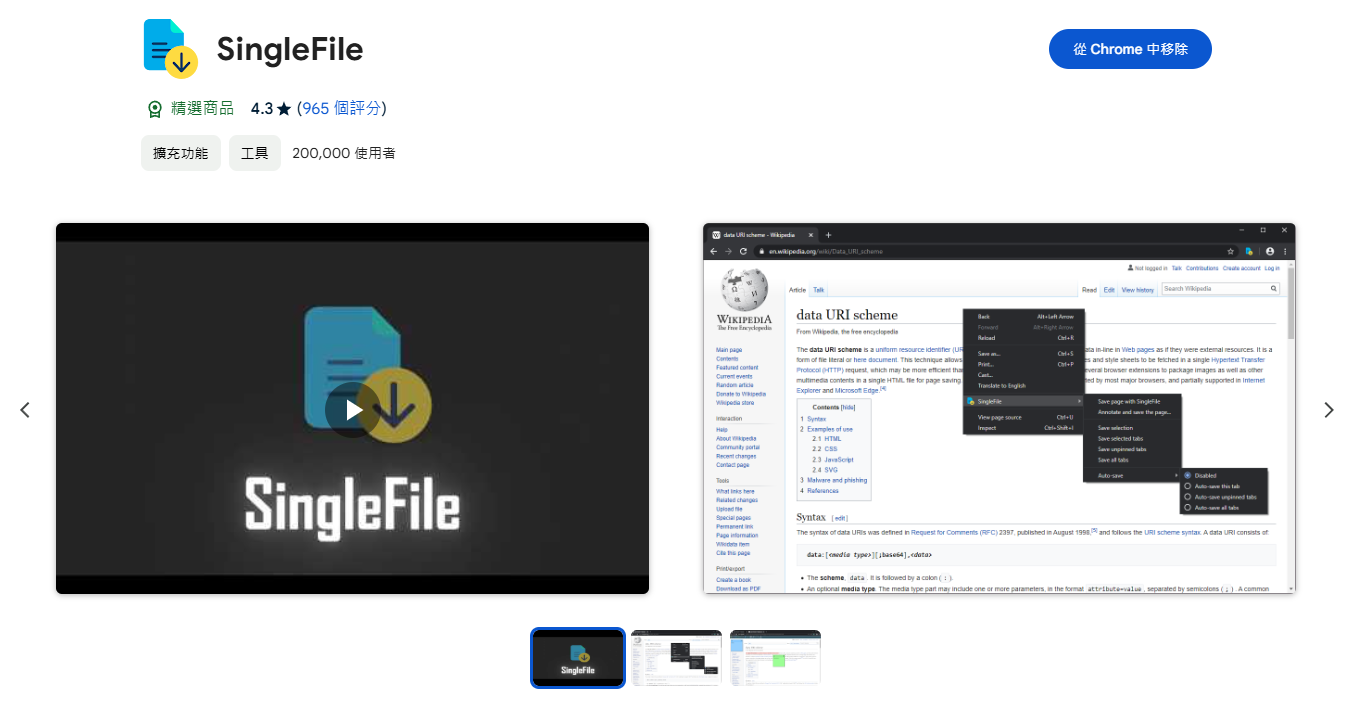 SingleFile
從 Chrome 中移除
精選商品 4.3 ★ (965 個評分)
擴充功能 工具 200,000 使用者
SingleFile
data URI scheme - Wikipedia
en.wikipedia.org/wiki/Data_URI_scheme
Not logged in Talk Contributions Create account Log in
Article Talk Read Edit View history Search Wikipedia
WIKIPEDIA
The Free Encyclopedia
Main page
Contents
Featured content
Current events
Random article
Donate to Wikipedia
Wikipedia store
Interaction
Help
About Wikipedia
Community portal
Recent changes
Contact page
Tools
What links here
Related changes
Upload file
Special pages
Permanent link
Page information
Wikidata item
Cite this page
Print/export
Create a book
Download as PDF
data URI scheme
From Wikipedia, the free encyclopedia
The data URI scheme is a uniform resource identifier (UR ata in-line in Web pages as if they were external resources. It is a
form of file literal or here document. This technique allows es and style sheets to be fetched in a single Hypertext Transfer
Protocol (HTTP) request, which may be more efficient tha everal browser extensions to package images as well as other
multimedia contents in a single HTML file for page saving. ted by most major browsers, and partially supported in Internet
Explorer and Microsoft Edge.[4]
Contents [hide]
1 Syntax
2 Examples of use
2.1 HTML
2.2 CSS
2.3 JavaScript
2.4 SVG
3 Malware and phishing
4 References
Back Alt+Left Arrow
Forward Alt+Right Arrow
Reload Ctrl+R
Save as... Ctrl+S
Print... Ctrl+P
Cast...
Translate to English
SingleFile
View page source Ctrl+U
Inspect Ctrl+Shift+I
Save page with SingleFile
Annotate and save the page...
Save selection
Save selected tabs
Save unpinned tabs
Save all tabs
Auto-save
Disabled
Auto-save this tab
Auto-save unpinned tabs
Auto-save all tabs
Syntax [edit]
The syntax of data URIs was defined in Request for Comments (RFC) 2397, published in August 1998,[5] and follows the URI scheme syntax. A data URI consists of:
data:[<media type>][;base64],<data>
• The scheme, data. It is followed by a colon (:).
• An optional media type. The media type part may include one or more parameters, in the format attribute=value, separated by semicolons (;). A common
SingleFile